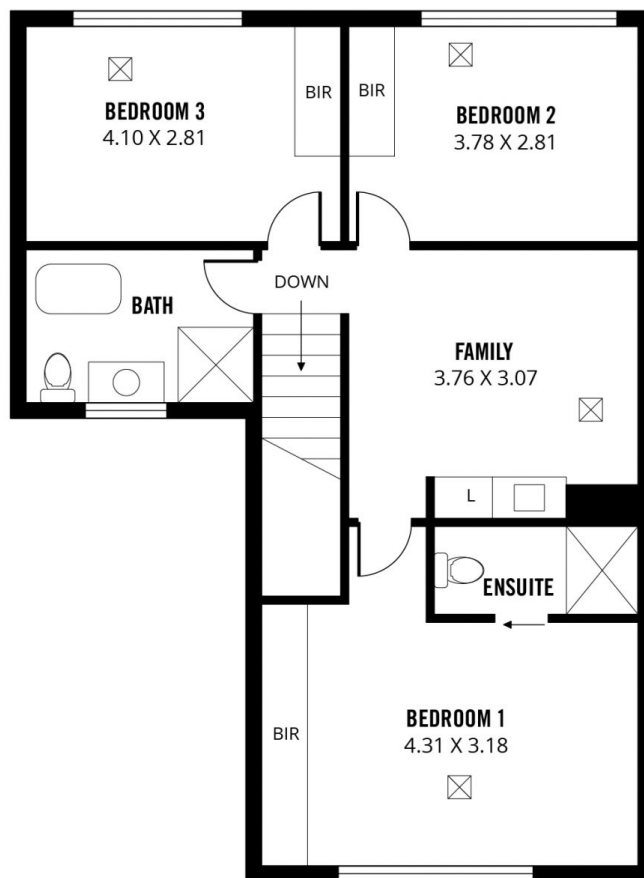 BIR
BEDROOM 3
4.10 X 2.81
BIR
BEDROOM 2
3.78 X 2.81
DOWN
BATH
FAMILY
3.76 X 3.07
L
ENSUITE
BIR
BEDROOM 1
4.31 X 3.18